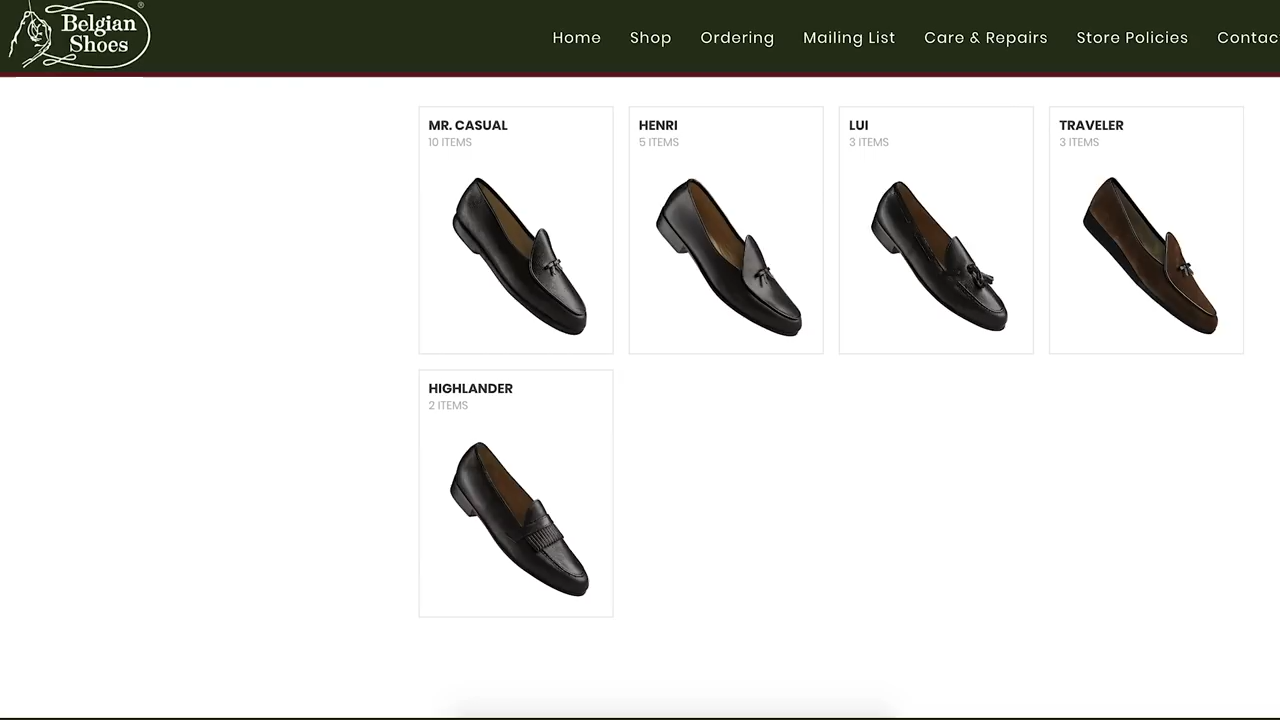 Belgian
Shoes
®
Home Shop Ordering Mailing List Care & Repairs Store Policies Contac
MR. CASUAL
10 ITEMS
HENRI
5 ITEMS
LUI
3 ITEMS
TRAVELER
3 ITEMS
HIGHLANDER
2 ITEMS